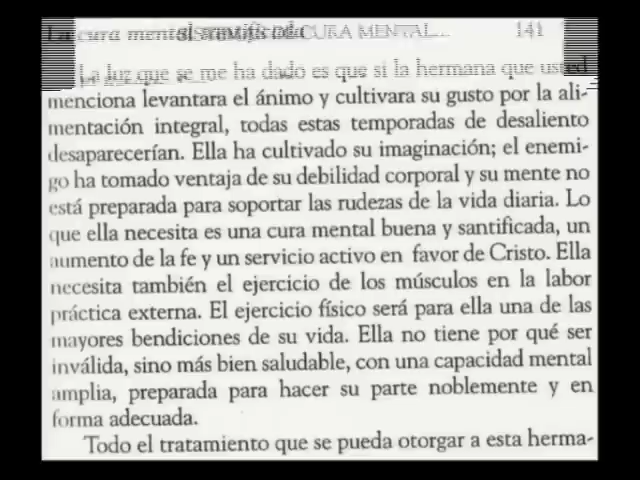 La cura mental santificada
CURA MENTAL... 141
La luz que se me ha dado es que si la hermana que usted
menciona levantara el ánimo y cultivara su gusto por la ali-
mentación integral, todas estas temporadas de desaliento
desaparecerían. Ella ha cultivado su imaginación; el enemi-
go ha tomado ventaja de su debilidad corporal y su mente no
está preparada para soportar las rudezas de la vida diaria. Lo
que ella necesita es una cura mental buena y santificada, un
aumento de la fe y un servicio activo en favor de Cristo. Ella
necesita también el ejercicio de los músculos en la labor
práctica externa. El ejercicio físico será para ella una de las
mayores bendiciones de su vida. Ella no tiene por qué ser
inválida, sino más bien saludable, con una capacidad mental
amplia, preparada para hacer su parte noblemente y en
forma adecuada.
Todo el tratamiento que se pueda otorgar a esta herma-